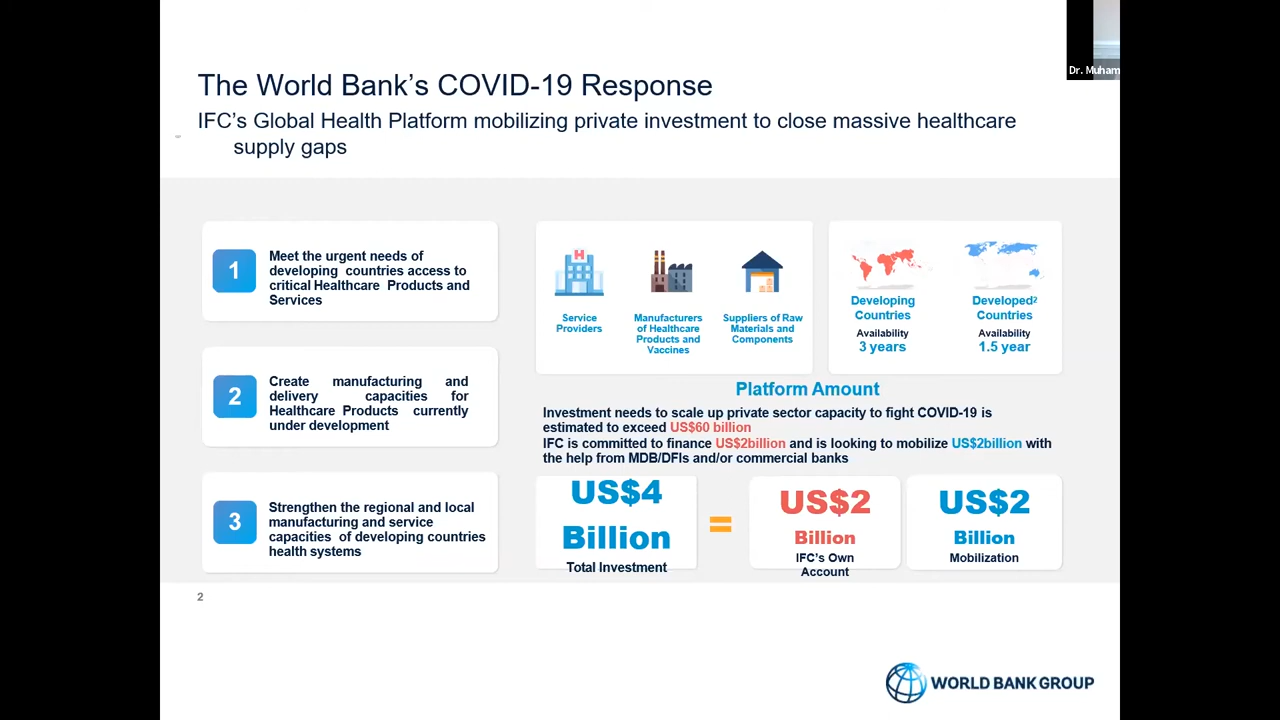 Dr. Muham
The World Bank's COVID-19 Response
IFC's Global Health Platform mobilizing private investment to close massive healthcare
supply gaps
1
Meet the urgent needs of
developing countries access to
critical Healthcare Products and
Services
2
Create manufacturing and
delivery capacities for
Healthcare Products currently
under development
3
Strengthen the regional and local
manufacturing and service
capacities of developing countries
health systems
H
Service
Providers
Manufacturers
of Healthcare
Products and
Vaccines
Suppliers of Raw
Materials and
Components
Developing
Countries
Availability
3 years
Developed²
Countries
Availability
1.5 year
Platform Amount
Investment needs to scale up private sector capacity to fight COVID-19 is
estimated to exceed US$60 billion
IFC is committed to finance US$2billion and is looking to mobilize US$2billion with
the help from MDB/DFIs and/or commercial banks
US$4
Billion
Total Investment
=
US$2
Billion
IFC's Own
Account
US$2
Billion
Mobilization
2
WORLD BANK GROUP